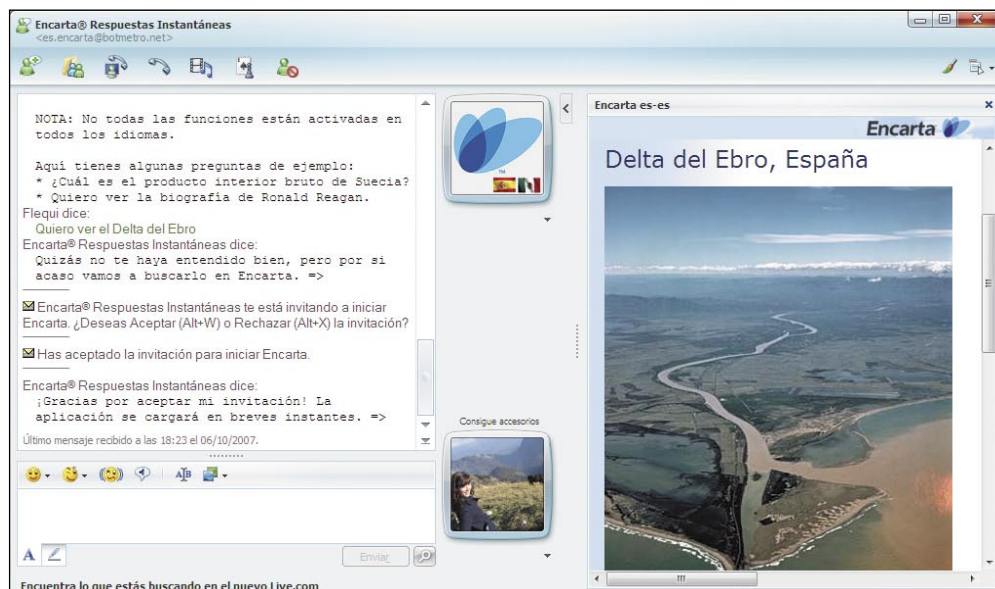 Encarta® Respuestas Instantáneas
<es.encarta@botmetro.net>
NOTA: No todas las funciones están activadas en
todos los idiomas.
Aquí tienes algunas preguntas de ejemplo:
* ¿Cuál es el producto interior bruto de Suecia?
* Quiero ver la biografía de Ronald Reagan.
Flequi dice:
Quiero ver el Delta del Ebro
Encarta® Respuestas Instantáneas dice:
Quizás no te haya entendido bien, pero por si
acaso vamos a buscarlo en Encarta. =>
Encarta® Respuestas Instantáneas te está invitando a iniciar
Encarta. ¿Deseas Aceptar (Alt+W) o Rechazar (Alt+X) la invitación?
Has aceptado la invitación para iniciar Encarta.
Encarta® Respuestas Instantáneas dice:
¡Gracias por aceptar mi invitación! La
aplicación se cargará en breves instantes. =>
Último mensaje recibido a las 18:23 el 06/10/2007.
A
Enviar
Encuentra lo que estás buscando en el nuevo Live.com
TM
Consigue accesorios
Encarta es-es
Encarta
Delta del Ebro, España